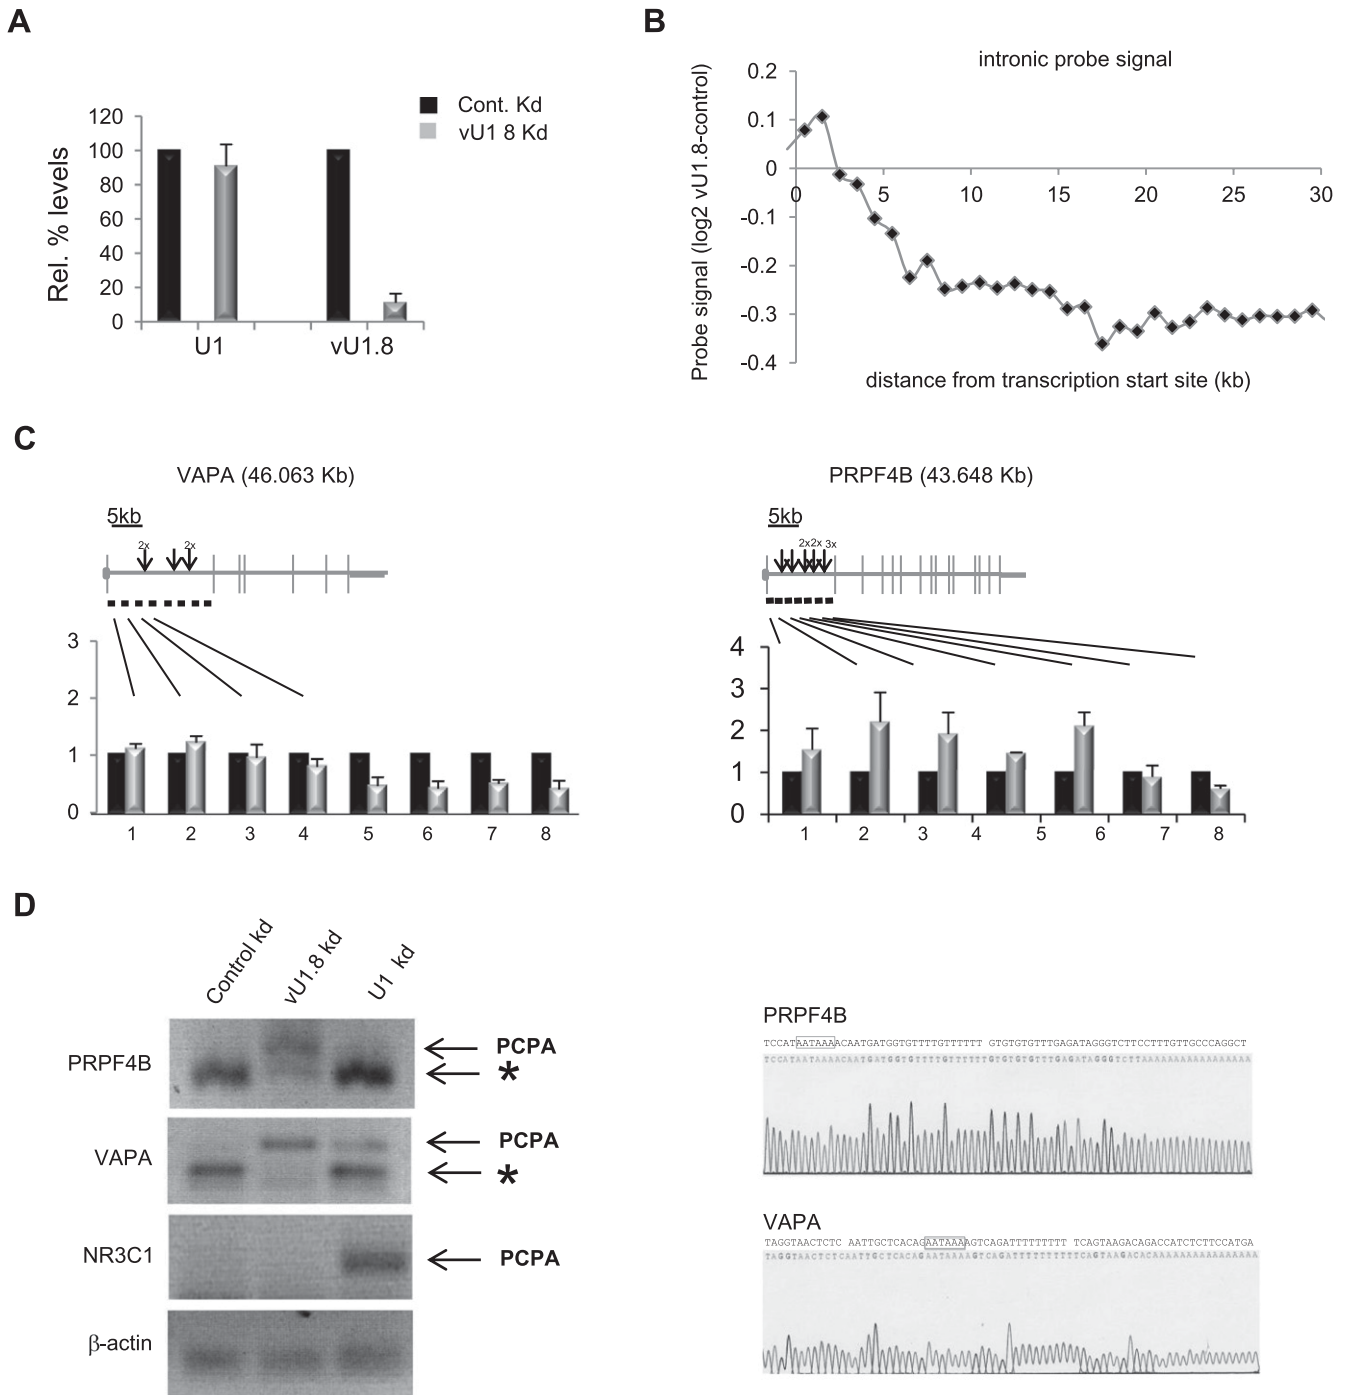 A
120
100
80
60
40
20
0
Rel. % levels
U1
vU1.8
Cont. Kd
vU1 8 Kd
B
intronic probe signal
0.2
0.1
0
-0.1
-0.2
-0.3
-0.4
Probe signal (log2 vU1.8-control)
0 5 10 15 20 25 30
distance from transcription start site (kb)
C
VAPA (46.063 Kb)
5kb
2x 2x
3
2
1
0
1 2 3 4 5 6 7 8
PRPF4B (43.648 Kb)
5kb
2x 2x 3x
4
3
2
1
0
1 2 3 4 5 6 7 8
D
Control kd
vU1.8 kd
U1 kd
PRPF4B
PCPA
*
VAPA
PCPA
*
NR3C1
PCPA
β-actin
PRPF4B
TCCATAATAAAACAATGATGGTGTTTTGTTTTTT GTGTGTGTTTGAGATAGGGTCTTCCTTTGTTGCCCAGGCT
VAPA
TAGGTAACTCTC AATTGCTCACAGAATAAAAGTCAGATTTTTTTTT TCAGTAAGACAGACCATCTCTTCCATGA